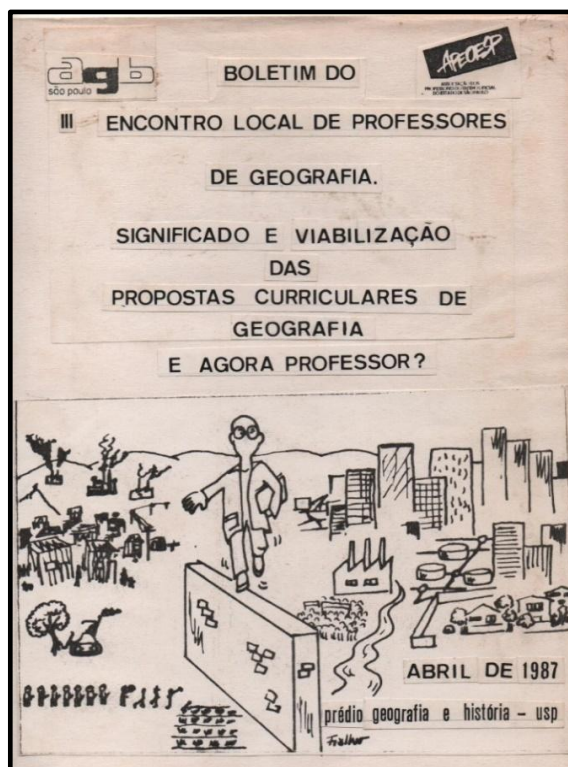 agb
são paulo
BOLETIM DO
APEOESP
III ENCONTRO LOCAL DE PROFESSORES
DE GEOGRAFIA.
SIGNIFICADO E VIABILIZAÇÃO
DAS
PROPOSTAS CURRICULARES DE
GEOGRAFIA
E AGORA PROFESSOR?
ABRIL DE 1987
prédio geografia e história - usp
Fialho